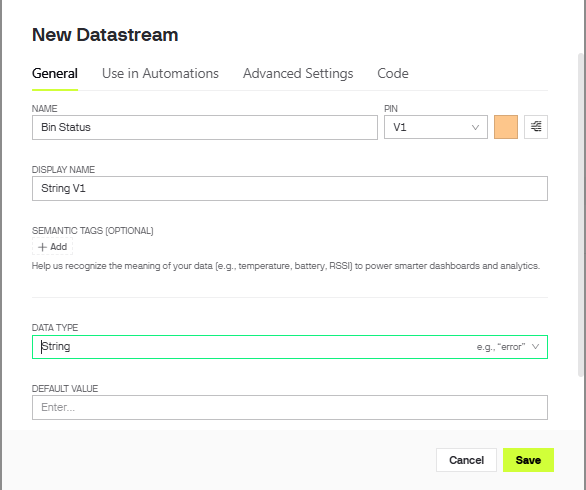 New Datastream
General Use in Automations Advanced Settings Code
NAME PIN
Bin Status V1
DISPLAY NAME
String V1
SEMANTIC TAGS (OPTIONAL)
+ Add
Help us recognize the meaning of your data (e.g., temperature, battery, RSSI) to power smarter dashboards and analytics.
DATA TYPE
String e.g., “error”
DEFAULT VALUE
Enter...
Cancel Save